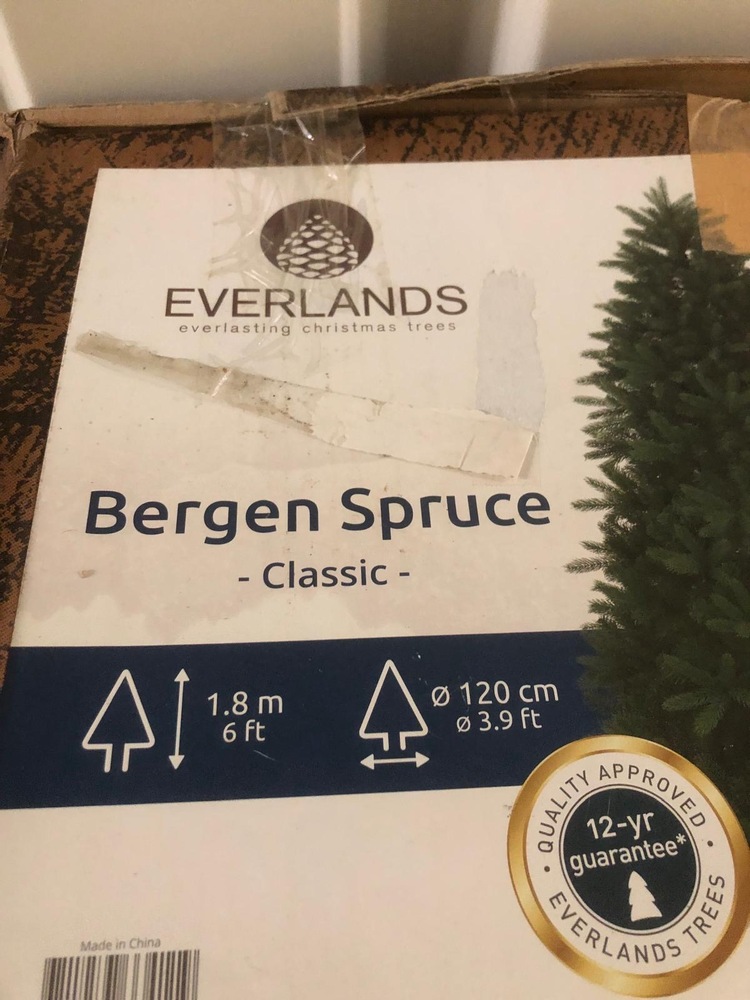 EVERLANDS
everlasting christmas trees
Bergen Spruce
- Classic -
1.8 m
6 ft
ø 120 cm
ø 3.9 ft
QUALITY APPROVED
12-yr
guarantee*
EVERLANDS TREES
Made in China